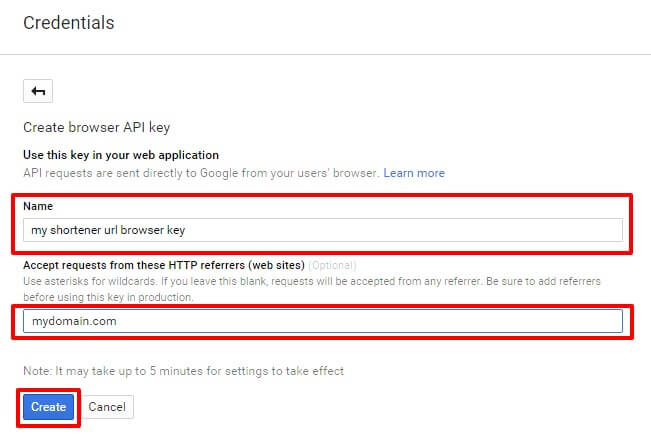 Credentials
Create browser API key
Use this key in your web application
API requests are sent directly to Google from your users' browser. Learn more
Name
my shortener url browser key
Accept requests from these HTTP referrers (web sites) (Optional)
Use asterisks for wildcards. If you leave this blank, requests will be accepted from any referrer. Be sure to add referrers
before using this key in production.
mydomain.com
Note: It may take up to 5 minutes for settings to take effect
Create Cancel